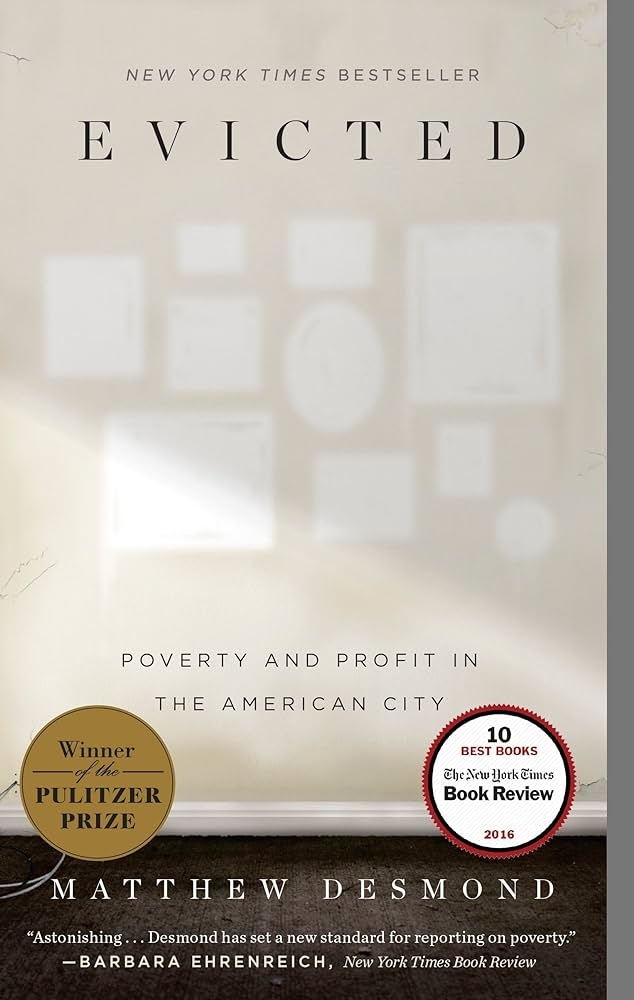 NEW YORK TIMES BESTSELLER
EVICTED
POVERTY AND PROFIT IN
THE AMERICAN CITY
Winner
of the
PULITZER
PRIZE
10
BEST BOOKS
The New York Times
Book Review
2016
MATTHEW DESMOND
“Astonishing . . . Desmond has set a new standard for reporting on poverty.”
—BARBARA EHRENREICH, New York Times Book Review